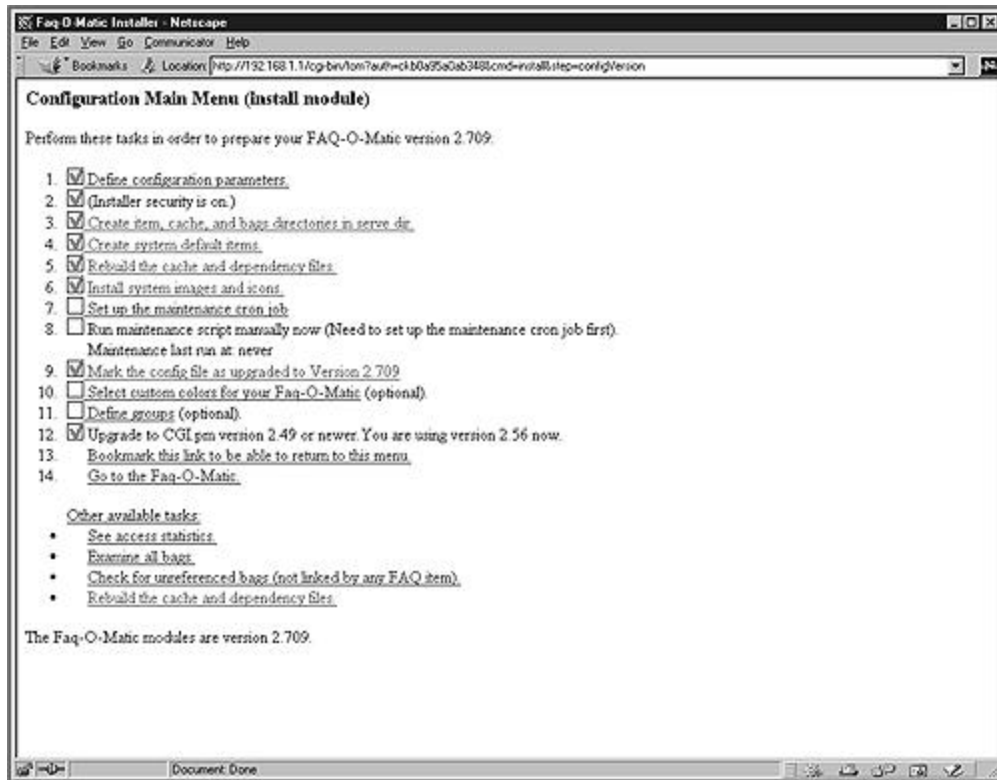 Faq-O-Matic Installer - Netscape
File Edit View Go Communicator Help
Bookmarks Location: http://192.168.1.1/cgi-bin/fom?auth=ckb0a95a0ab348&cmd=install&step=configVersion
Configuration Main Menu (install module)
Perform these tasks in order to prepare your FAQ-O-Matic version 2.709:
1. Define configuration parameters.
2. (Installer security is on.)
3. Create item, cache, and bags directories in serve dir.
4. Create system default items.
5. Rebuild the cache and dependency files.
6. Install system images and icons.
7. Set up the maintenance cron job
8. Run maintenance script manually now (Need to set up the maintenance cron job first).
Maintenance last run at: never
9. Mark the config file as upgraded to Version 2.709
10. Select custom colors for your Faq-O-Matic (optional).
11. Define groups (optional).
12. Upgrade to CGI.pm version 2.49 or newer. You are using version 2.56 now.
13. Bookmark this link to be able to return to this menu.
14. Go to the Faq-O-Matic.
Other available tasks:
• See access statistics.
• Examine all bags.
• Check for unreferenced bags (not linked by any FAQ item).
• Rebuild the cache and dependency files.
The Faq-O-Matic modules are version 2.709.
Document: Done